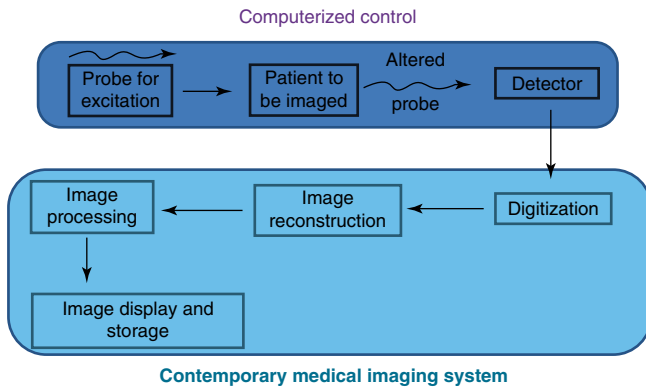 Computerized control
Probe for
excitation
Patient to
be imaged
Altered
probe
Detector
Digitization
Image
reconstruction
Image
processing
Image display and
storage
Contemporary medical imaging system